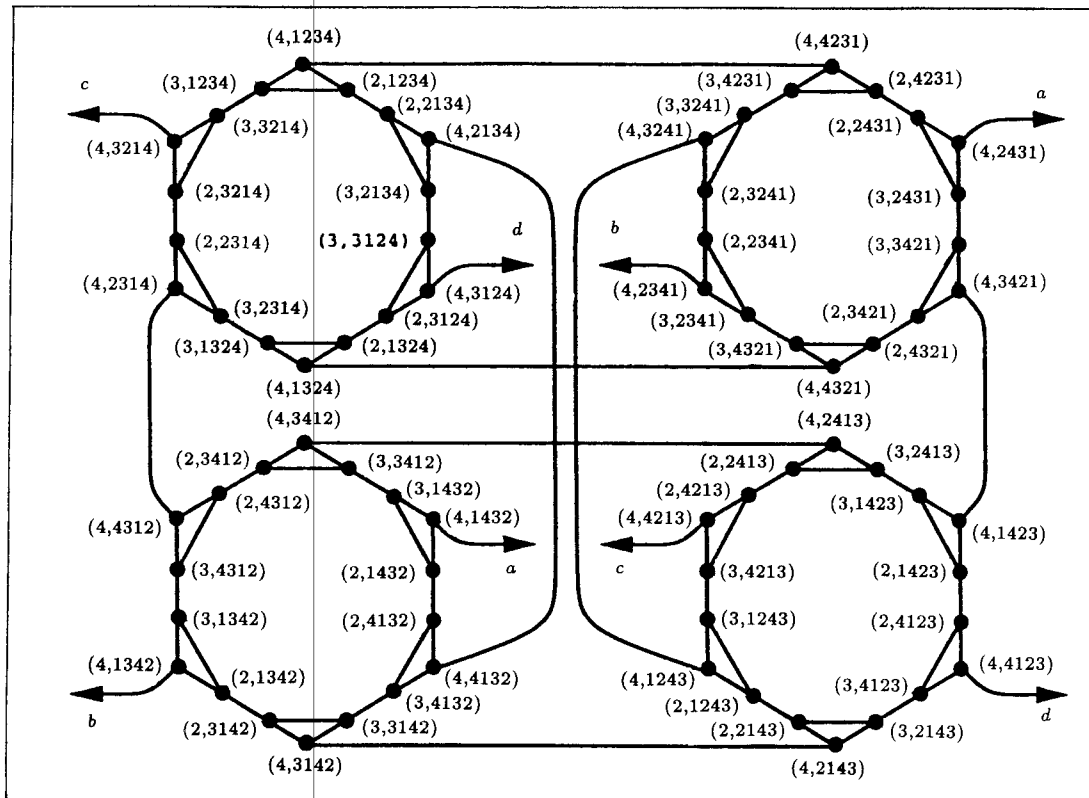 (4,1234) (4,4231)
(3,1234) (2,1234) (3,4231) (2,4231)
c (2,2134) (3,3241) a
(3,3214) (4,2134) (4,3241) (2,2431)
(4,3214) (4,2431)
(2,3214) (3,2134) (2,3241) (3,2431)
(2,2314) (3,3124) d b (2,2341) (3,3421)
(4,2314) (4,3124) (4,2341) (4,3421)
(3,2314) (2,3124) (3,2341) (2,3421)
(3,1324) (2,1324) (3,4321) (2,4321)
(4,1324) (4,4321)
(4,3412) (4,2413)
(2,3412) (3,3412) (2,2413) (3,2413)
(2,4312) (3,1432) (2,4213) (3,1423)
(4,4312) (4,1432) (4,4213) (4,1423)
(3,4312) (2,1432) a c (3,4213) (2,1423)
(3,1342) (2,4132) (3,1243) (2,4123)
(4,1342) (2,1342) (4,4132) (4,1243) (4,4123)
b (3,4132) (2,1243) (3,4123) d
(2,3142) (3,3142) (2,2143) (3,2143)
(4,3142) (4,2143)